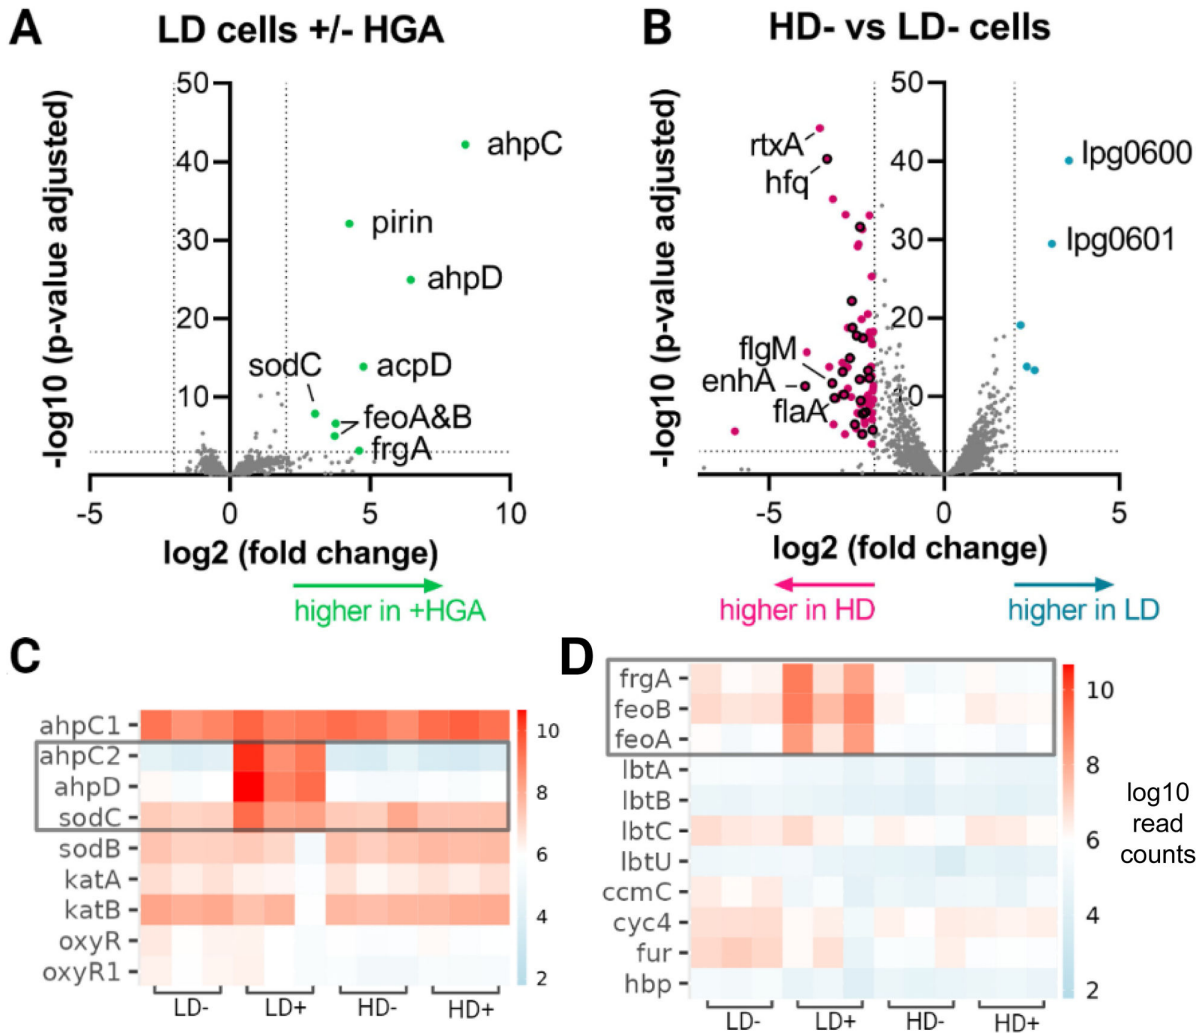 A
LD cells +/- HGA
-log10 (p-value adjusted)
50
40
30
20
10
ahpC
pirin
ahpD
acpD
sodC
feoA&B
frgA
-5
0
5
10
log2 (fold change)
higher in +HGA
B
HD- vs LD- cells
-log10 (p-value adjusted)
50
40
30
20
10
rtxA
hfq
lpg0600
lpg0601
flgM
enhA
flaA
-5
0
5
log2 (fold change)
higher in HD
higher in LD
C
ahpC1
ahpC2
ahpD
sodC
sodB
katA
katB
oxyR
oxyR1
LD-
LD+
HD-
HD+
10
8
6
4
2
D
frgA
feoB
feoA
lbtA
lbtB
lbtC
lbtU
ccmC
cyc4
fur
hbp
LD-
LD+
HD-
HD+
10
8
6
4
2
log10
read
counts